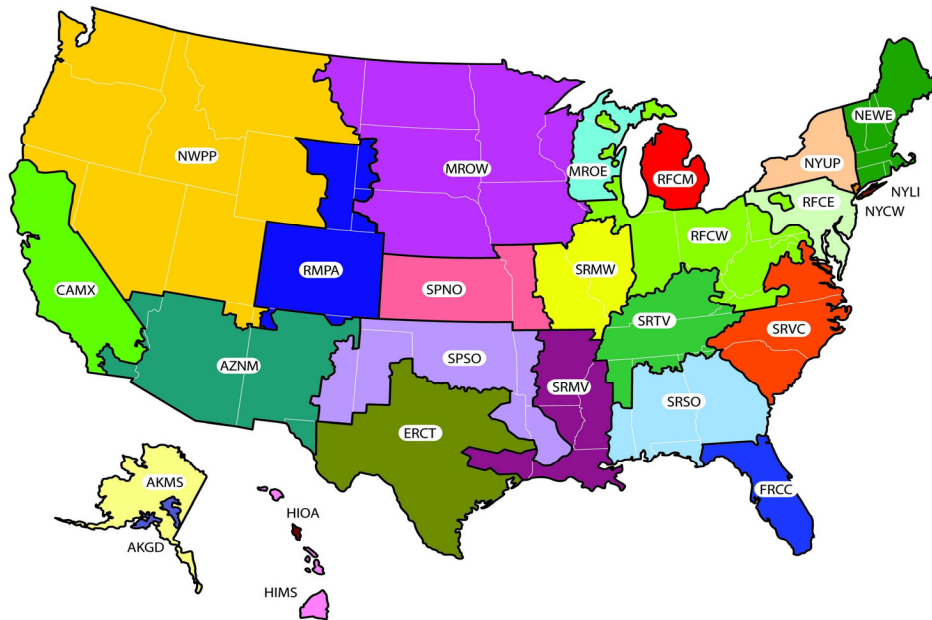 NWPP
MROW
MROE
RFCM
NEWE
NYUP
NYLI
RFCE
NYCW
RFCW
RMPA
SRMW
CAMX
SPNO
SRTV
SRVC
AZNM
SPSO
SRMV
SRSO
ERCT
FRCC
AKMS
HIOA
AKGD
HIMS